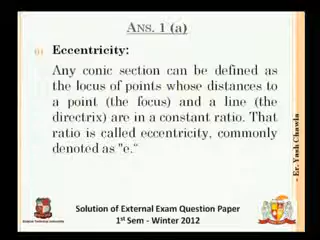 ANS. 1 (a)
Eccentricity:
Any conic section can be defined as
the locus of points whose distances to
a point (the focus) and a line (the
directrix) are in a constant ratio. That
ratio is called eccentricity, commonly
denoted as "e."
- Er. Yash Chawla
Solution of External Exam Question Paper
1st Sem - Winter 2012